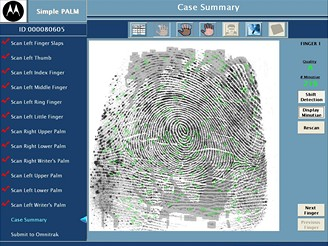 Simple PALM
Case Summary
ID:000080605
Scan Left Finger Slaps
Scan Left Thumb
Scan Left Index Finger
Scan Left Middle Finger
Scan Left Ring Finger
Scan Left Little Finger
Scan Right Upper Palm
Scan Right Lower Palm
Scan Right Writer's Palm
Scan Left Upper Palm
Scan Left Lower Palm
Scan Left Writer's Palm
Case Summary
Submit to Omnitrak
FINGER 1
Quality
Shift
Detection
Display
Minutiae
Rescan
Next
Finger
Previous
Finger